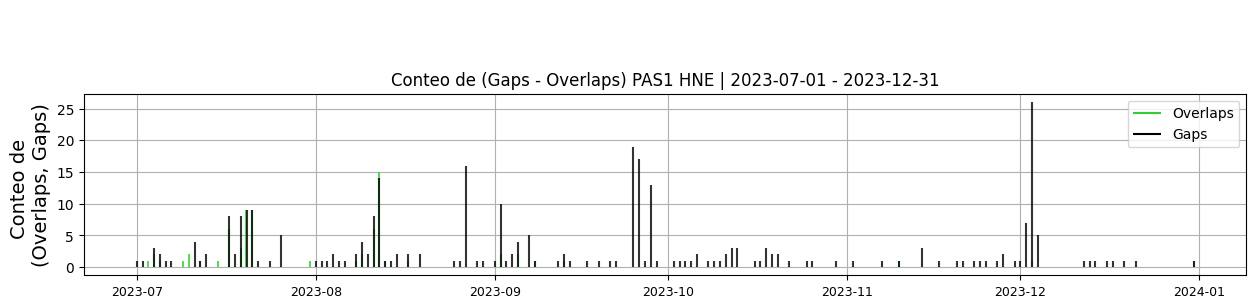 Conteo de (Gaps - Overlaps) PAS1 HNE | 2023-07-01 - 2023-12-31
Conteo de
(Overlaps, Gaps)
25
20
15
10
5
0
Overlaps
Gaps
2023-07
2023-08
2023-09
2023-10
2023-11
2023-12
2024-01